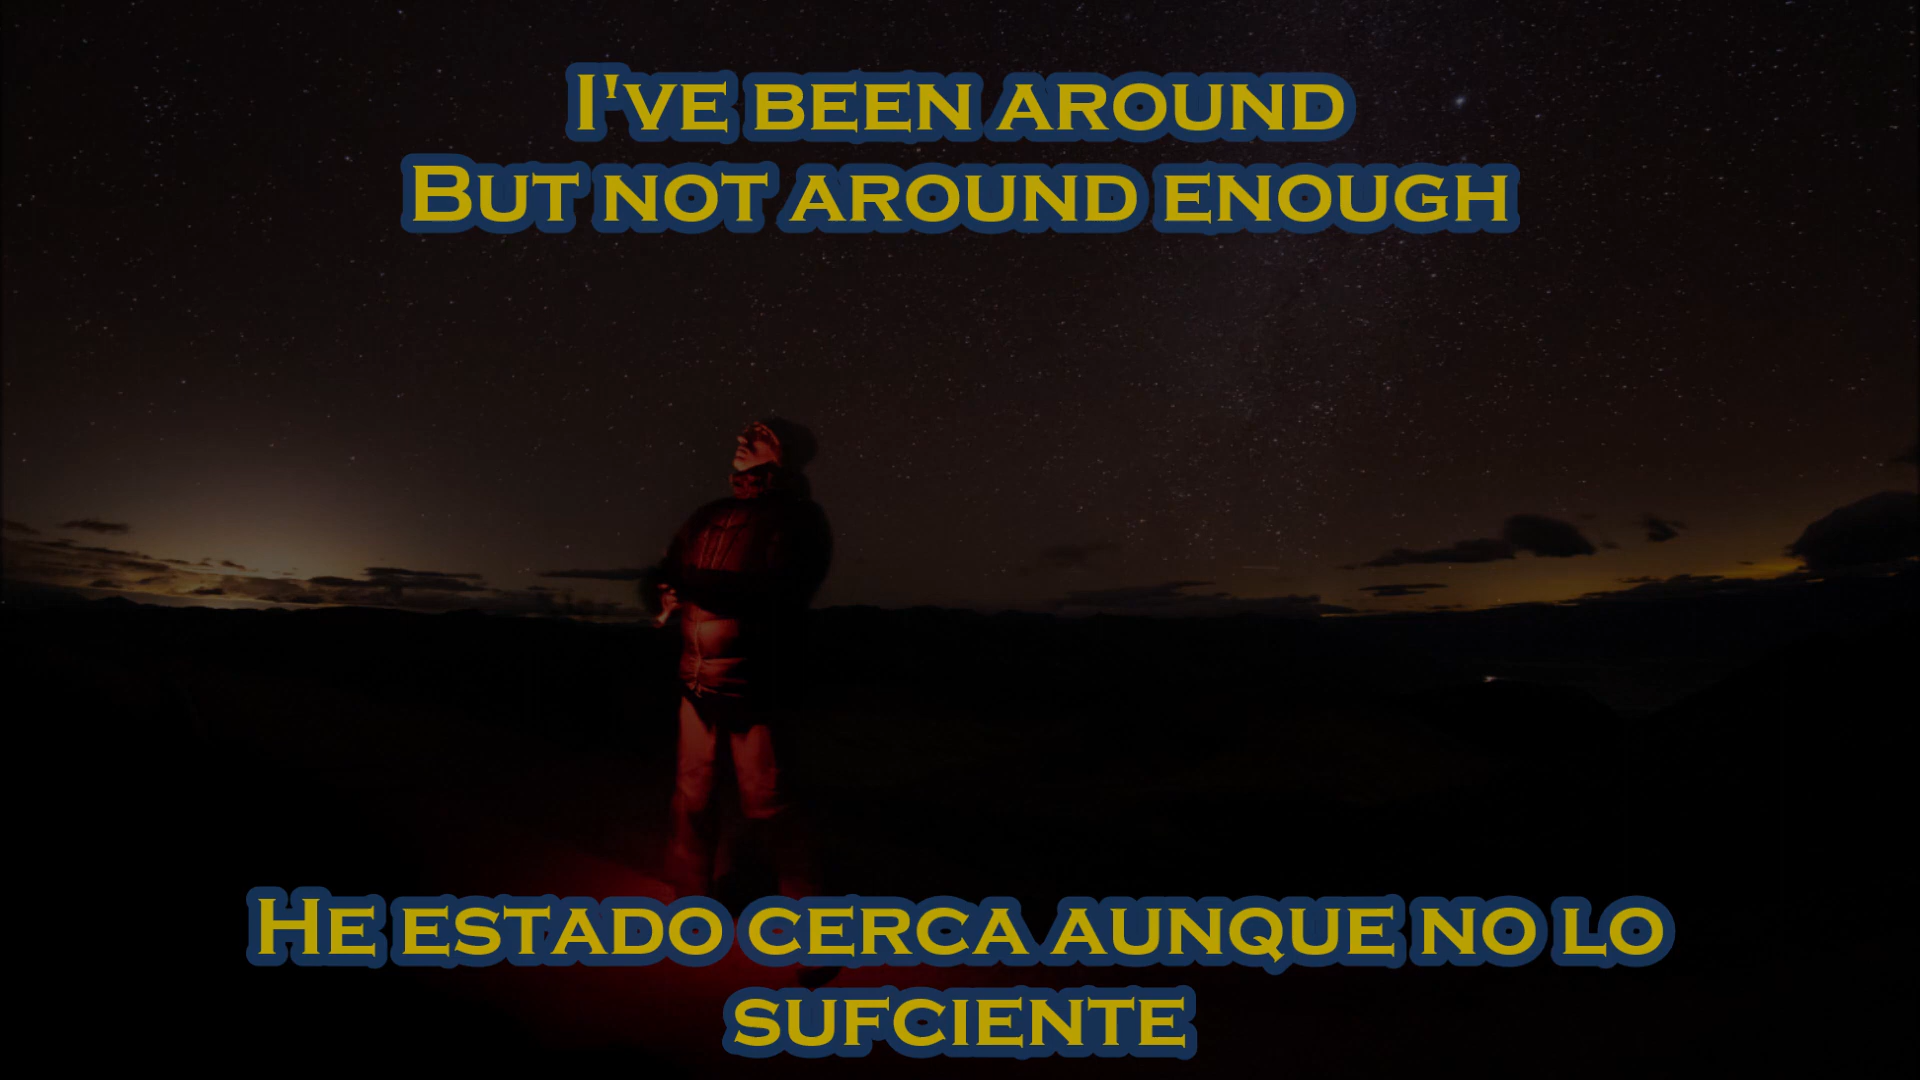 I've been around
But not around enough
He estado cerca aunque no lo
sufciente